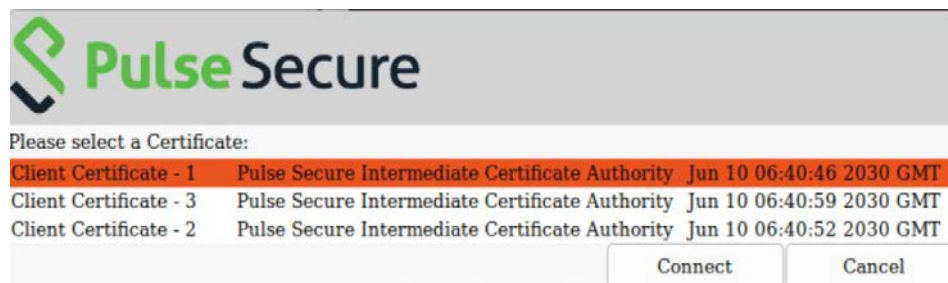 Pulse Secure
Please select a Certificate:
Client Certificate - 1 Pulse Secure Intermediate Certificate Authority Jun 10 06:40:46 2030 GMT
Client Certificate - 3 Pulse Secure Intermediate Certificate Authority Jun 10 06:40:59 2030 GMT
Client Certificate - 2 Pulse Secure Intermediate Certificate Authority Jun 10 06:40:52 2030 GMT
Connect Cancel